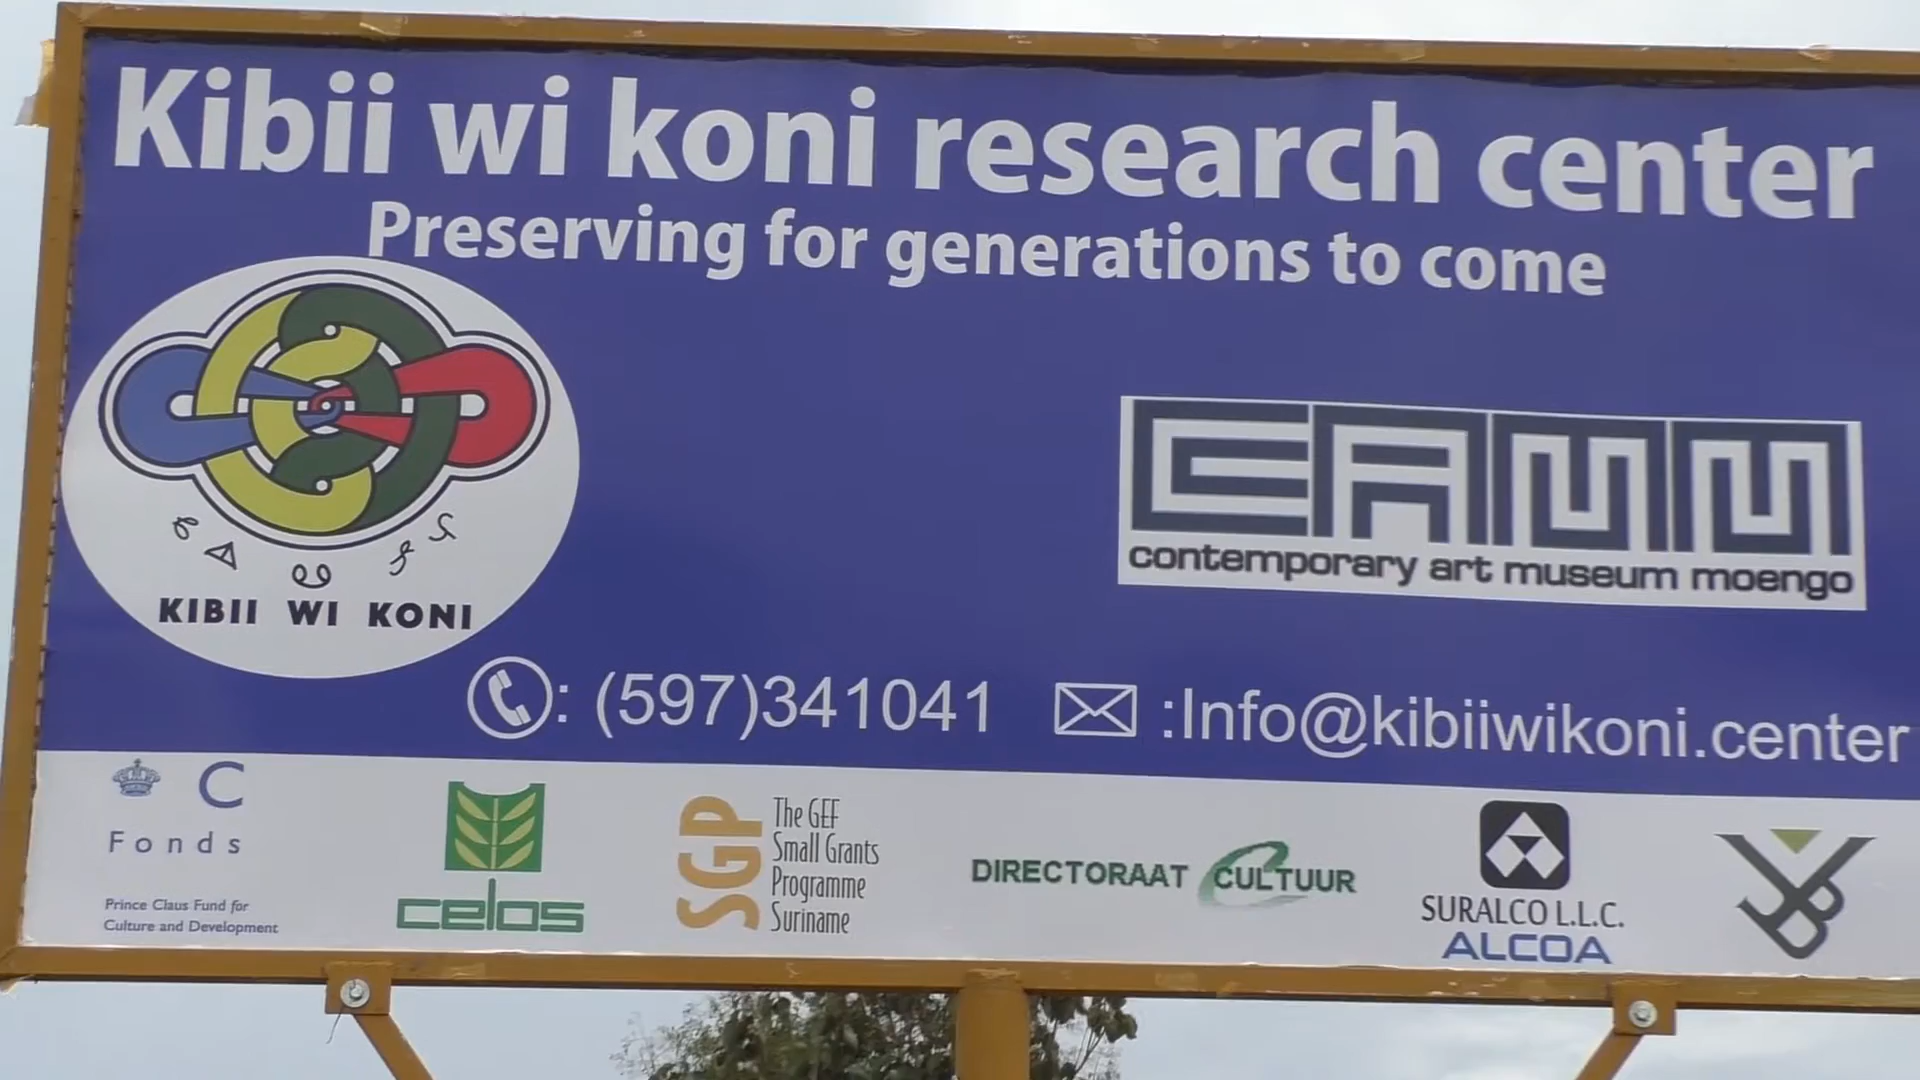 Kibii wi koni research center
Preserving for generations to come
KIBII WI KONI
CAMM
contemporary art museum moengo
: (597)341041
:Info@kibiiwikoni.center
C
Fonds
Prince Claus Fund for
Culture and Development
celos
SGP
The GEF
Small Grants
Programme
Suriname
DIRECTORAAT CULTUUR
SURALCO L.L.C.
ALCOA